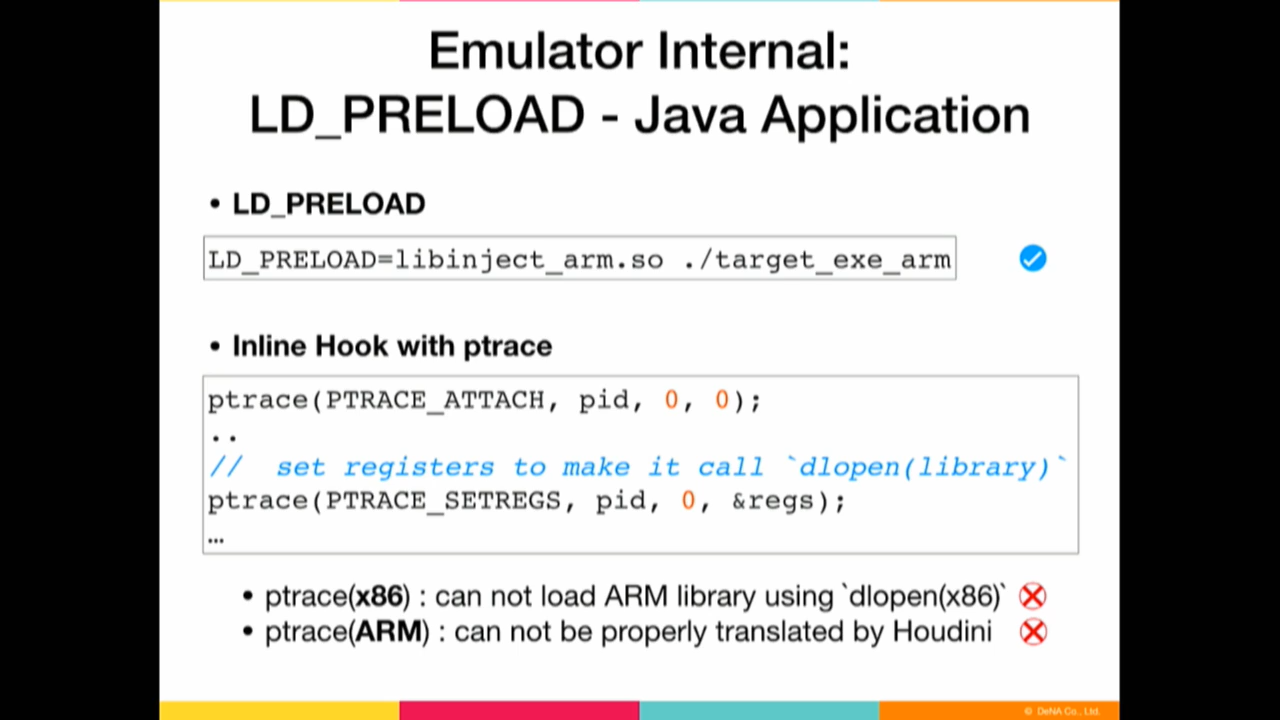 Emulator Internal:
LD_PRELOAD - Java Application
• LD_PRELOAD
LD_PRELOAD=libinject_arm.so ./target_exe_arm
• Inline Hook with ptrace
ptrace(PTRACE_ATTACH, pid, 0, 0);
..
// set registers to make it call `dlopen(library)`
ptrace(PTRACE_SETREGS, pid, 0, &regs);
…
• ptrace(x86) : can not load ARM library using `dlopen(x86)`
• ptrace(ARM) : can not be properly translated by Houdini
© DeNA Co., Ltd.